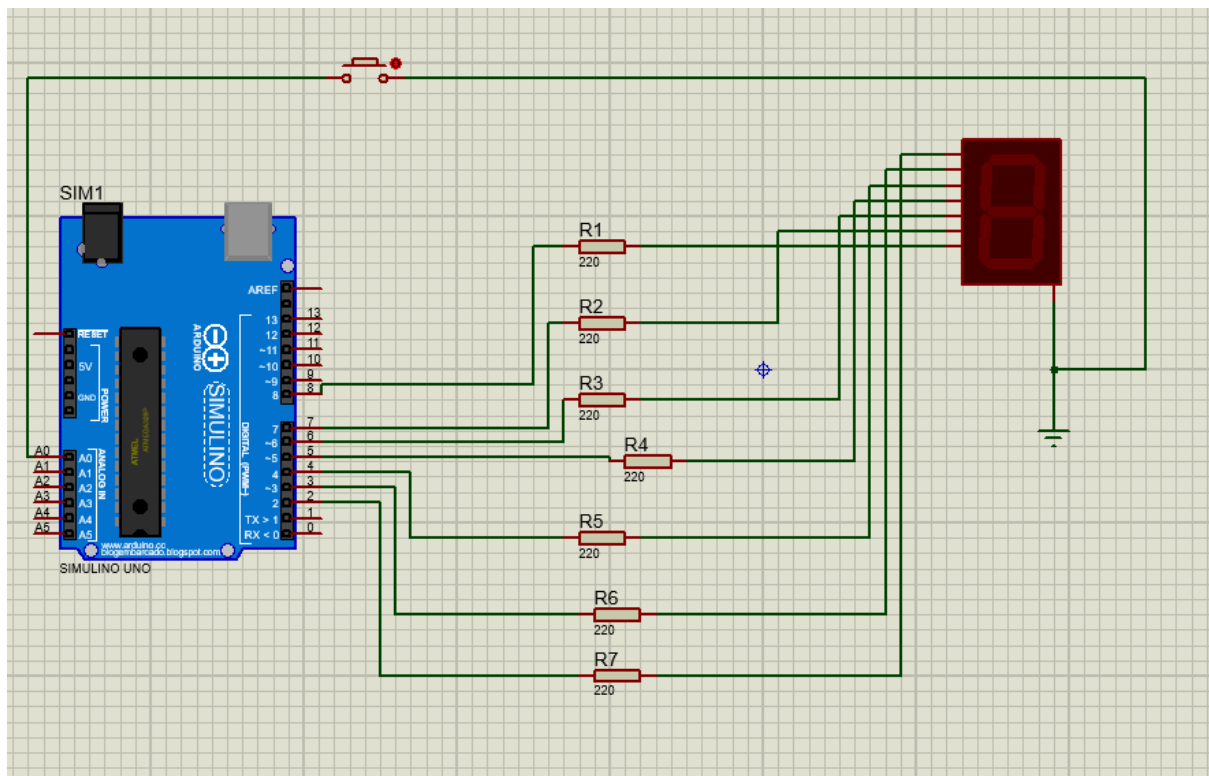 SIM1
AREF
RESET
5V
POWER
GND
ARDUINO
SIMULINO
DIGITAL (PWM~)
ANALOG IN
ATMEL
13 13
12 12
~11 11
~10 10
~9 9
8 8
7 7
~6 6
~5 5
4 4
~3 3
2 2
TX > 1 1
RX < 0 0
A0 A0
A1 A1
A2 A2
A3 A3
A4 A4
A5 A5
www.arduino.cc
blogembarcado.blogspot.com
SIMULINO UNO
R1
220
R2
220
R3
220
R4
220
R5
220
R6
220
R7
220